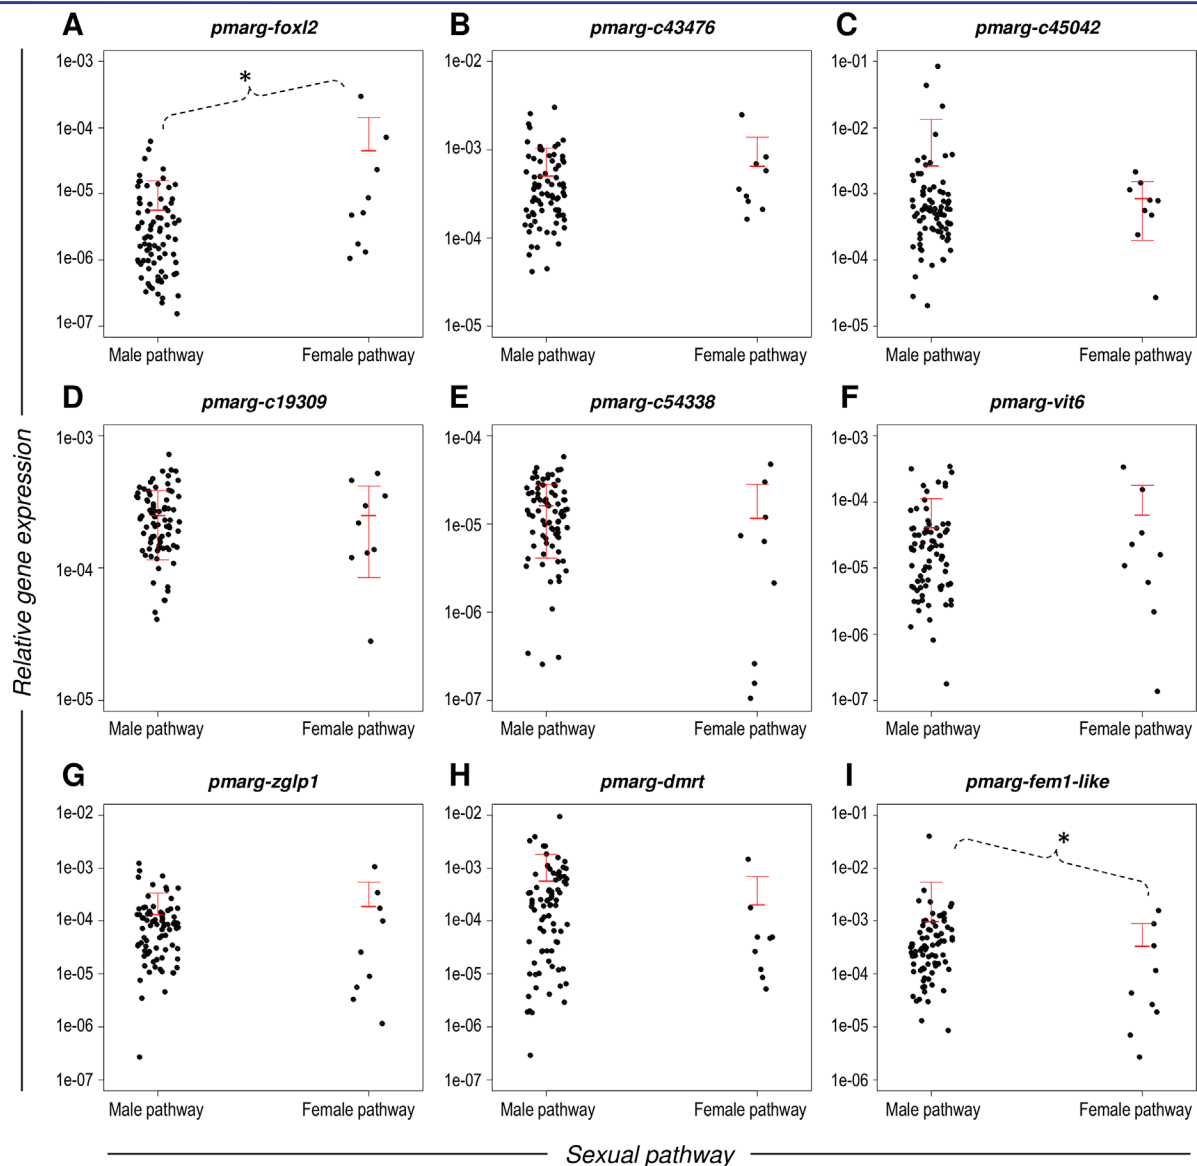 A pmarg-foxl2
1e-03
1e-04
1e-05
1e-06
1e-07
*
Male pathway Female pathway
B pmarg-c43476
1e-02
1e-03
1e-04
1e-05
Male pathway Female pathway
C pmarg-c45042
1e-01
1e-02
1e-03
1e-04
1e-05
Male pathway Female pathway
D pmarg-c19309
1e-03
1e-04
1e-05
Male pathway Female pathway
E pmarg-c54338
1e-04
1e-05
1e-06
1e-07
Male pathway Female pathway
F pmarg-vit6
1e-03
1e-04
1e-05
1e-06
1e-07
Male pathway Female pathway
G pmarg-zglp1
1e-02
1e-03
1e-04
1e-05
1e-06
1e-07
Male pathway Female pathway
H pmarg-dmrt
1e-02
1e-03
1e-04
1e-05
1e-06
1e-07
Male pathway Female pathway
I pmarg-fem1-like
1e-01
1e-02
1e-03
1e-04
1e-05
1e-06
*
Male pathway Female pathway
Relative gene expression
Sexual pathway